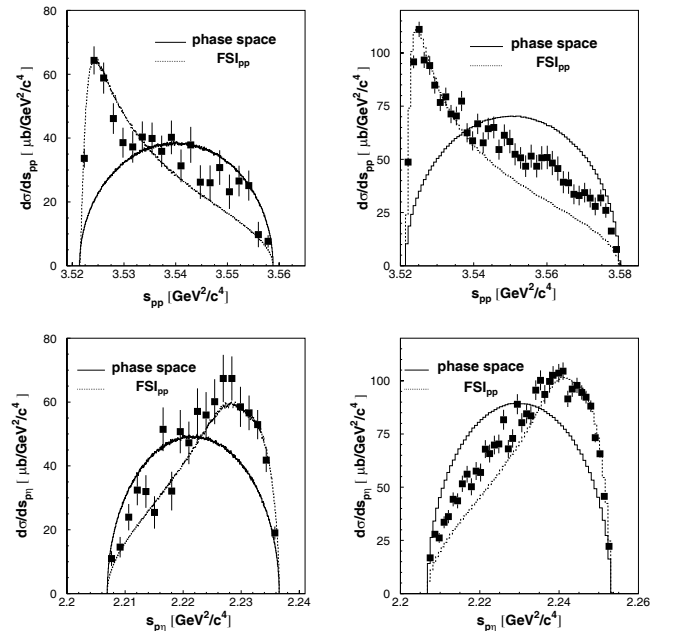 dσ/ds_pp [ μb/GeV²/c⁴ ]
80
60
40
20
0
phase space
FSI_pp
3.52 3.53 3.54 3.55 3.56
s_pp [GeV²/c⁴]
dσ/ds_pp [ μb/GeV²/c⁴ ]
100
75
50
25
0
phase space
FSI_pp
3.52 3.54 3.56 3.58
s_pp [GeV²/c⁴]
dσ/ds_pη [ μb/GeV²/c⁴ ]
80
60
40
20
0
phase space
FSI_pp
2.2 2.21 2.22 2.23 2.24
s_pη [GeV²/c⁴]
dσ/ds_pη [ μb/GeV²/c⁴ ]
100
75
50
25
0
phase space
FSI_pp
2.2 2.22 2.24 2.26
s_pη [GeV²/c⁴]